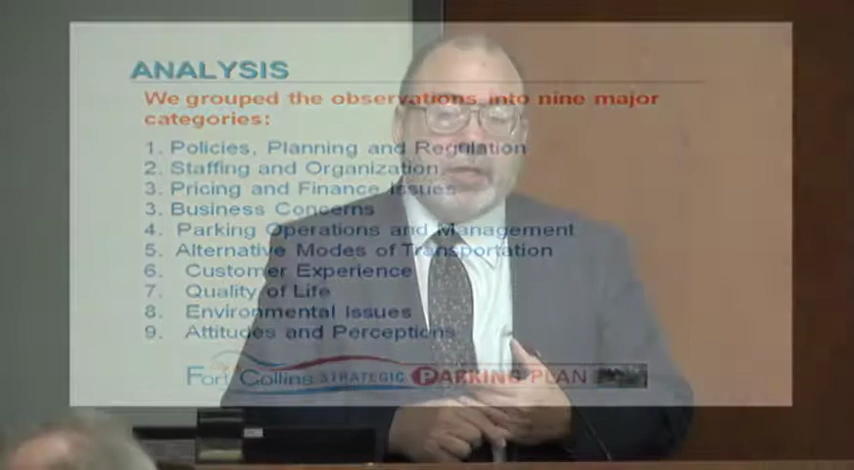 ANALYSIS
We grouped the observations into nine major
categories:
1. Policies, Planning and Regulation
2. Staffing and Organization
3. Pricing and Finance Issues
3. Business Concerns
4. Parking Operations and Management
5. Alternative Modes of Transportation
6. Customer Experience
7. Quality of Life
8. Environmental Issues
9. Attitudes and Perceptions
Fort Collins STRATEGIC PARKING PLAN